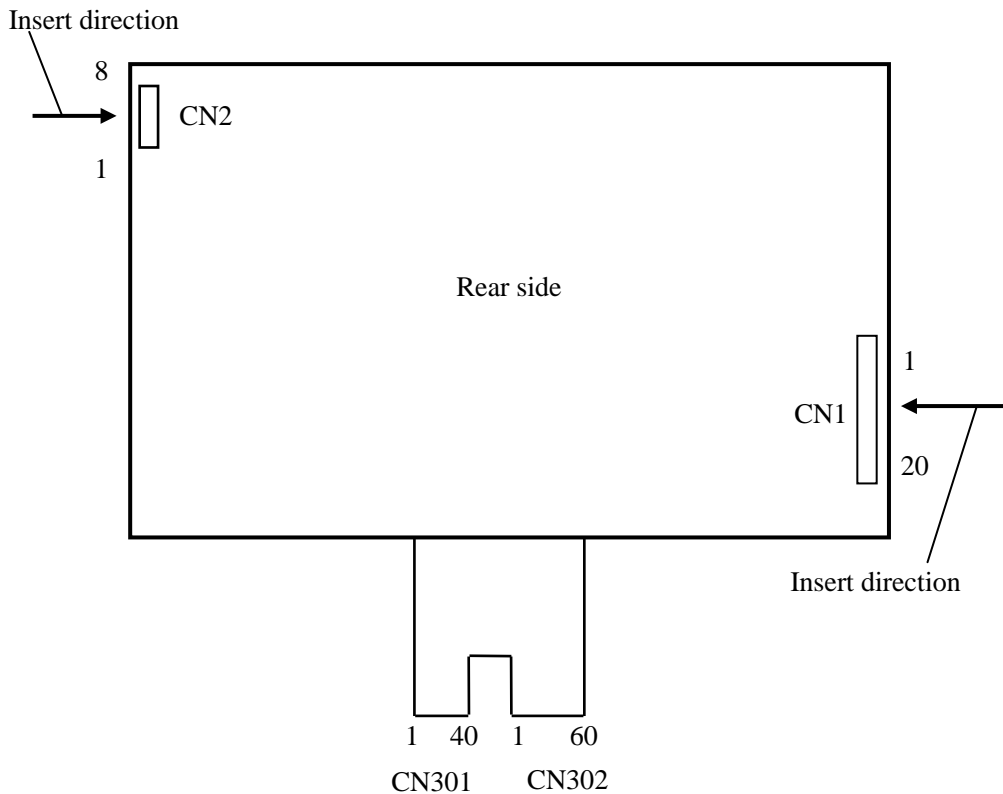 Insert direction
8
CN2
1
Rear side
1
CN1
20
Insert direction
1 40 1 60
CN301 CN302